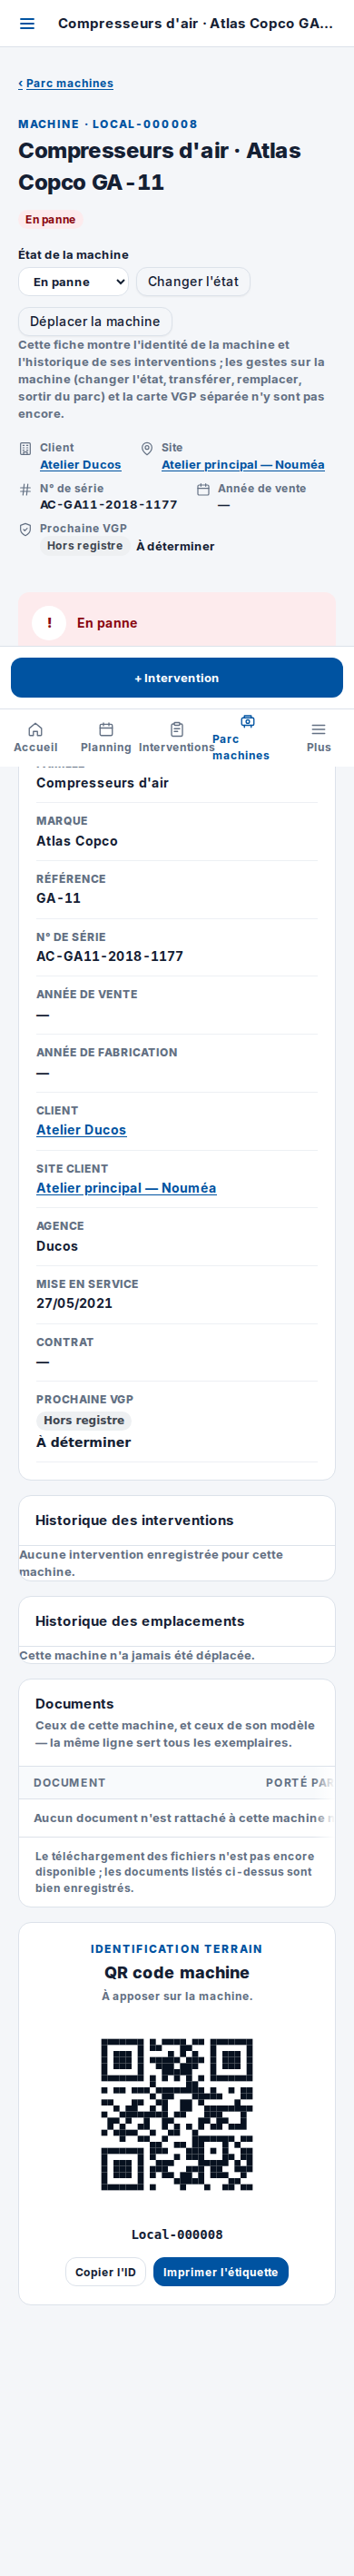 Compresseurs d'air · Atlas Copco GA…
‹ Parc machines
MACHINE · LOCAL-000008
Compresseurs d'air · Atlas
Copco GA-11
En panne
État de la machine
En panne
Changer l'état
Déplacer la machine
Cette fiche montre l'identité de la machine et
l'historique de ses interventions ; les gestes sur la
machine (changer l'état, transférer, remplacer,
sortir du parc) et la carte VGP séparée n'y sont pas
encore.
Client
Site
Atelier Ducos
Atelier principal — Nouméa
N° de série
Année de vente
AC-GA11-2018-1177
—
Prochaine VGP
Hors registre
À déterminer
!
En panne
+ Intervention
Accueil
Planning
Interventions
Parc
machines
Plus
Compresseurs d'air
MARQUE
Atlas Copco
RÉFÉRENCE
GA-11
N° DE SÉRIE
AC-GA11-2018-1177
ANNÉE DE VENTE
—
ANNÉE DE FABRICATION
—
CLIENT
Atelier Ducos
SITE CLIENT
Atelier principal — Nouméa
AGENCE
Ducos
MISE EN SERVICE
27/05/2021
CONTRAT
—
PROCHAINE VGP
Hors registre
À déterminer
Historique des interventions
Aucune intervention enregistrée pour cette
machine.
Historique des emplacements
Cette machine n'a jamais été déplacée.
Documents
Ceux de cette machine, et ceux de son modèle
— la même ligne sert tous les exemplaires.
DOCUMENT
PORTÉ PAR
Aucun document n'est rattaché à cette machine
Le téléchargement des fichiers n'est pas encore
disponible ; les documents listés ci-dessus sont
bien enregistrés.
IDENTIFICATION TERRAIN
QR code machine
À apposer sur la machine.
Local-000008
Copier l'ID
Imprimer l'étiquette